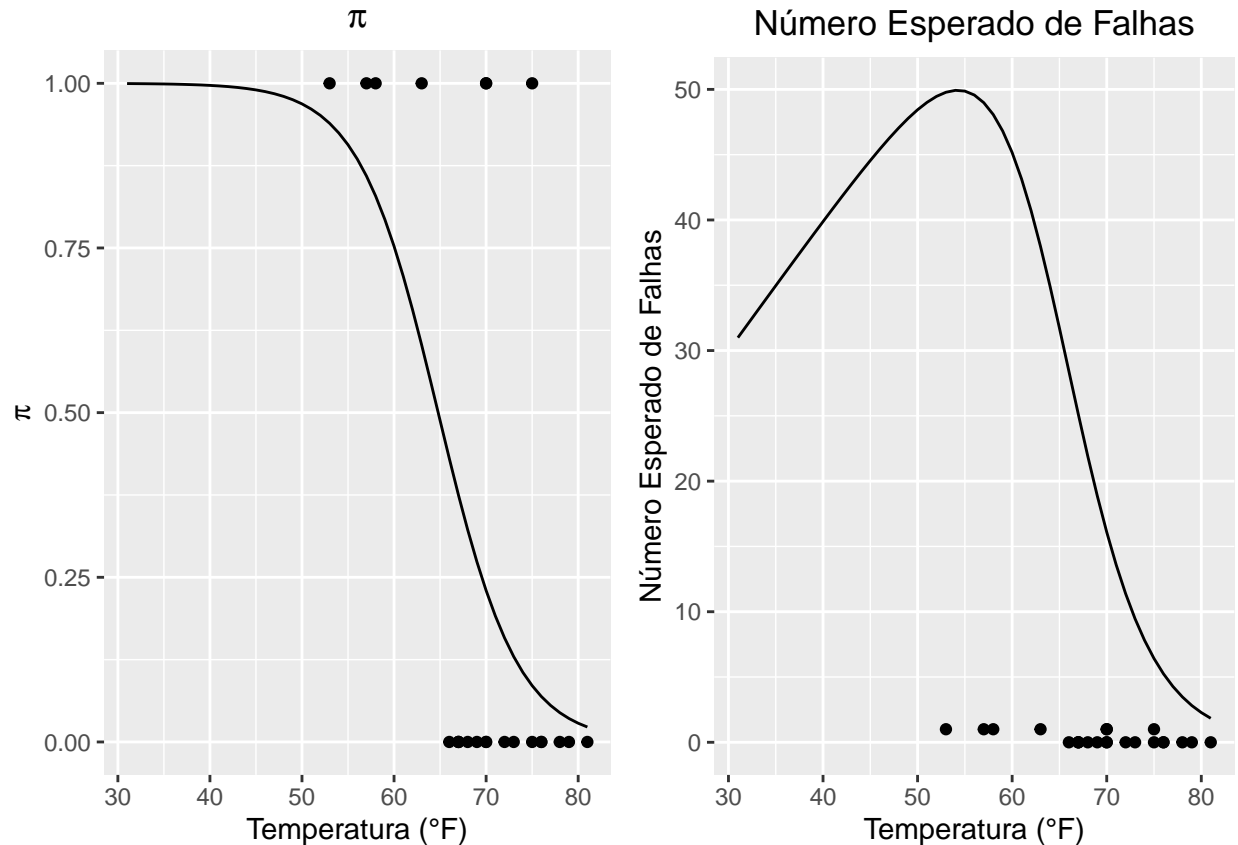 π
π
1.00
0.75
0.50
0.25
0.00
30 40 50 60 70 80
Temperatura (°F)
Número Esperado de Falhas
Número Esperado de Falhas
50
40
30
20
10
0
30 40 50 60 70 80
Temperatura (°F)